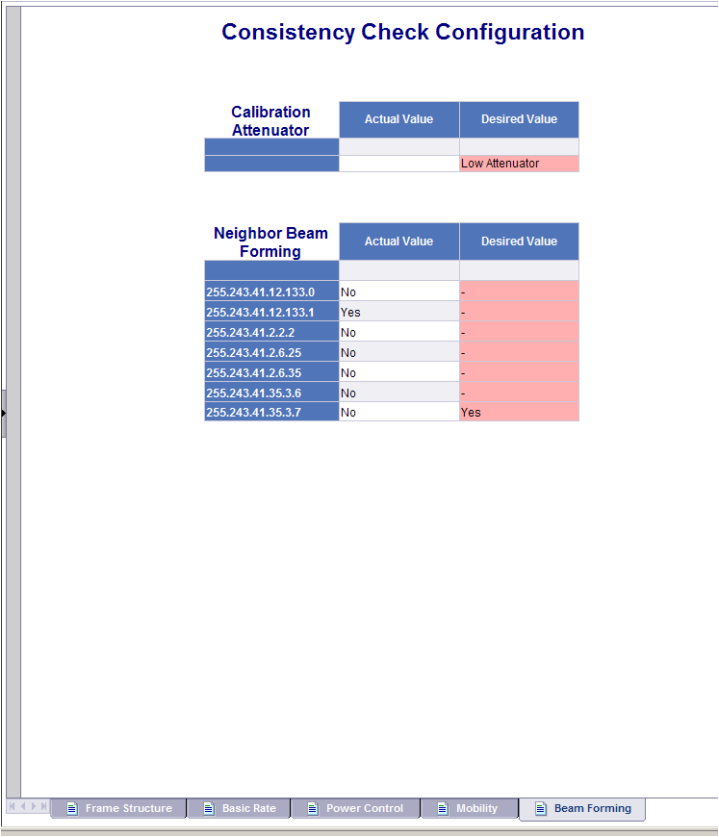 Consistency Check Configuration
Calibration
Attenuator
Actual Value Desired Value
Low Attenuator
Neighbor Beam
Forming
Actual Value Desired Value
255.243.41.12.133.0 No -
255.243.41.12.133.1 Yes -
255.243.41.2.2.2 No -
255.243.41.2.6.25 No -
255.243.41.2.6.35 No -
255.243.41.35.3.6 No -
255.243.41.35.3.7 No Yes
Frame Structure Basic Rate Power Control Mobility Beam Forming